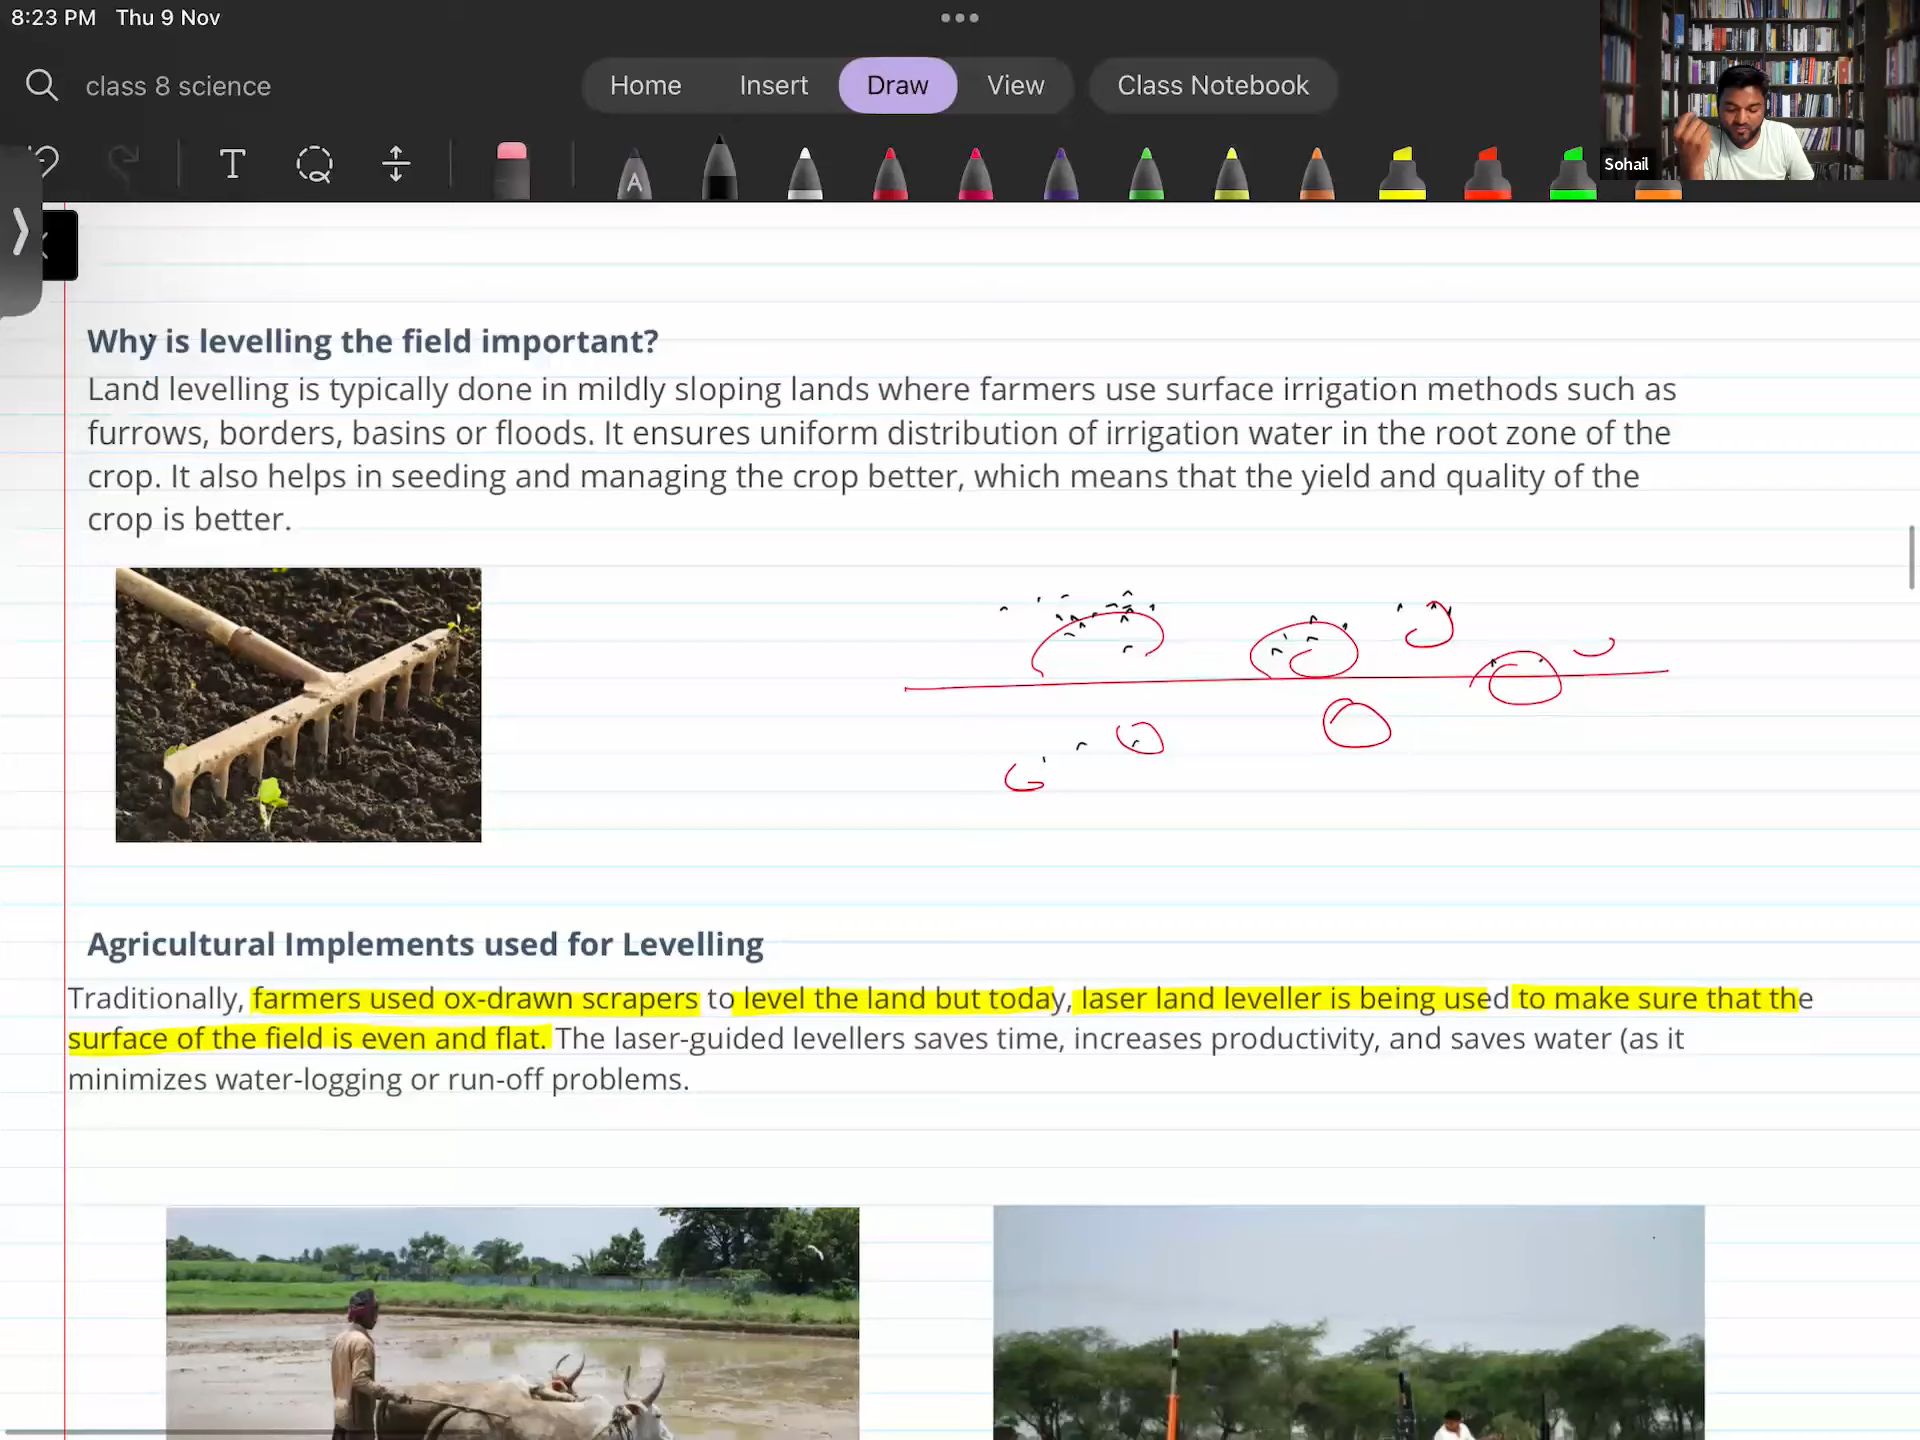 8:23 PM Thu 9 Nov
class 8 science
Home Insert Draw View Class Notebook
T
A
Sohail
Why is levelling the field important?
Land levelling is typically done in mildly sloping lands where farmers use surface irrigation methods such as
furrows, borders, basins or floods. It ensures uniform distribution of irrigation water in the root zone of the
crop. It also helps in seeding and managing the crop better, which means that the yield and quality of the
crop is better.
Agricultural Implements used for Levelling
Traditionally, farmers used ox-drawn scrapers to level the land but today, laser land leveller is being used to make sure that the
surface of the field is even and flat. The laser-guided levellers saves time, increases productivity, and saves water (as it
minimizes water-logging or run-off problems.